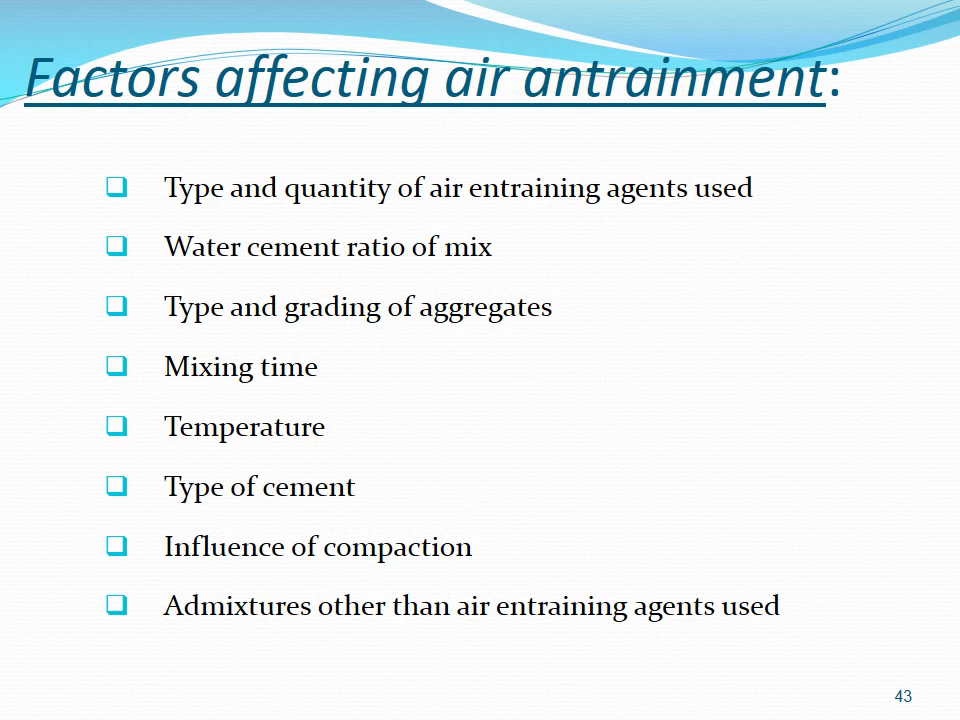 Factors affecting air antrainment:
Type and quantity of air entraining agents used
Water cement ratio of mix
Type and grading of aggregates
Mixing time
Temperature
Type of cement
Influence of compaction
Admixtures other than air entraining agents used
43